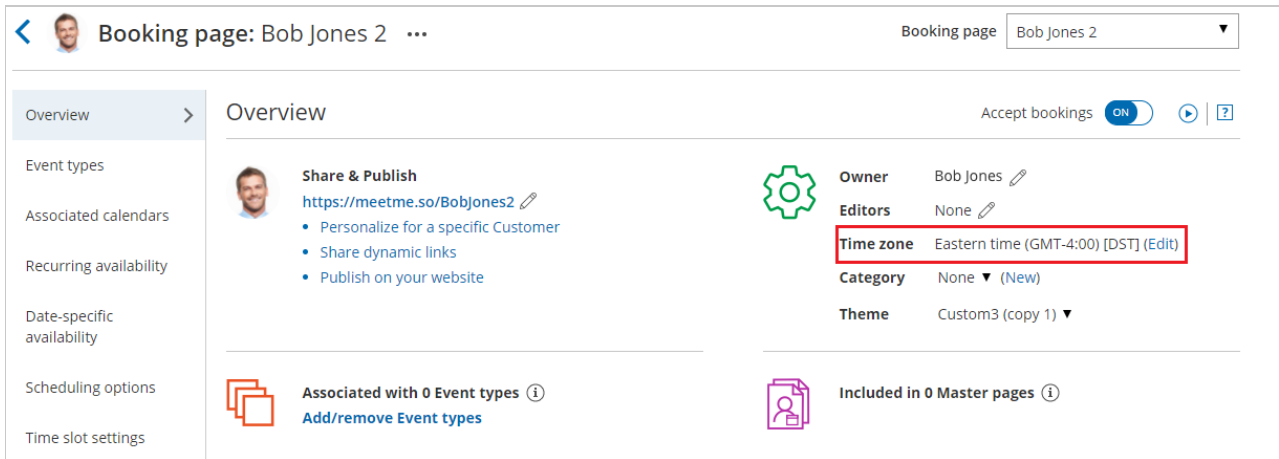 Booking page: Bob Jones 2 ...
Booking page Bob Jones 2
Overview
Event types
Associated calendars
Recurring availability
Date-specific
availability
Scheduling options
Time slot settings
Overview
Accept bookings ON ?
Share & Publish
https://meetme.so/BobJones2
• Personalize for a specific Customer
• Share dynamic links
• Publish on your website
Owner Bob Jones
Editors None
Time zone Eastern time (GMT-4:00) [DST] (Edit)
Category None ▼ (New)
Theme Custom3 (copy 1) ▼
Associated with 0 Event types i
Add/remove Event types
Included in 0 Master pages i